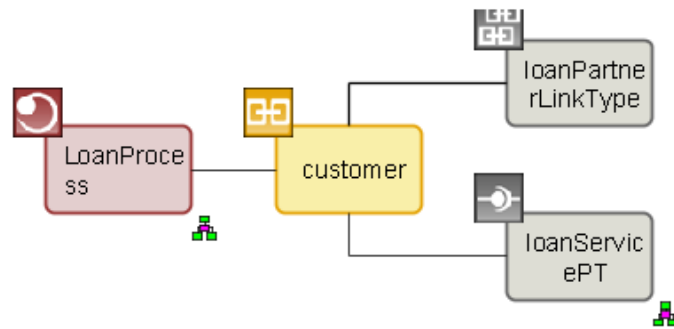 loanPartne
rLinkType
LoanProce
ss
customer
loanServic
ePT